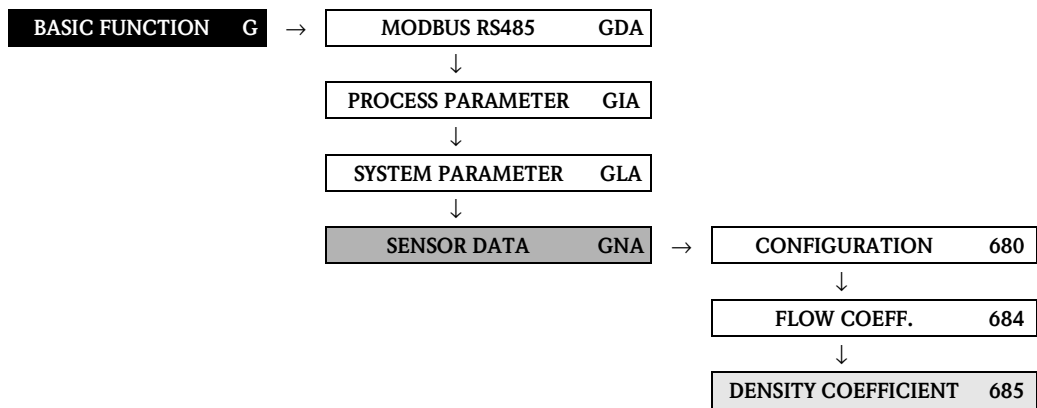 BASIC FUNCTION G → MODBUS RS485 GDA
↓
PROCESS PARAMETER GIA
↓
SYSTEM PARAMETER GLA
↓
SENSOR DATA GNA → CONFIGURATION 680
↓
FLOW COEFF. 684
↓
DENSITY COEFFICIENT 685